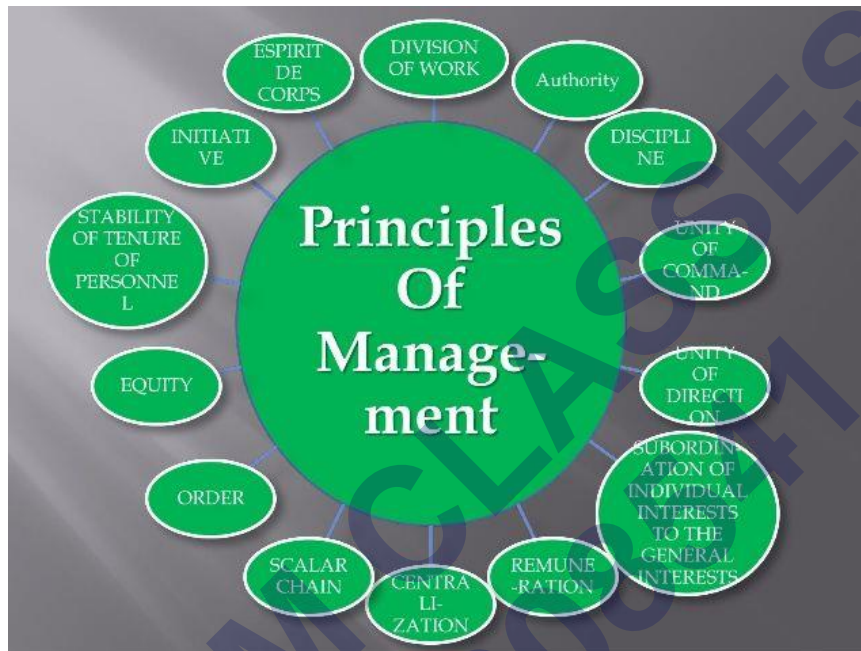 Principles
Of
Manage-
ment
DIVISION
OF WORK
Authority
DISCIPLI
NE
UNITY
OF
COMMA-
ND
UNITY
OF
DIRECTI
ON
SUBORDIN-
ATION OF
INDIVIDUAL
INTERESTS
TO THE
GENERAL
INTERESTS
REMUNE
-RATION
CENTRA
LI-
ZATION
SCALAR
CHAIN
ORDER
EQUITY
STABILITY
OF TENURE
OF
PERSONNE
L
INITIATI
VE
ESPIRIT
DE
CORPS